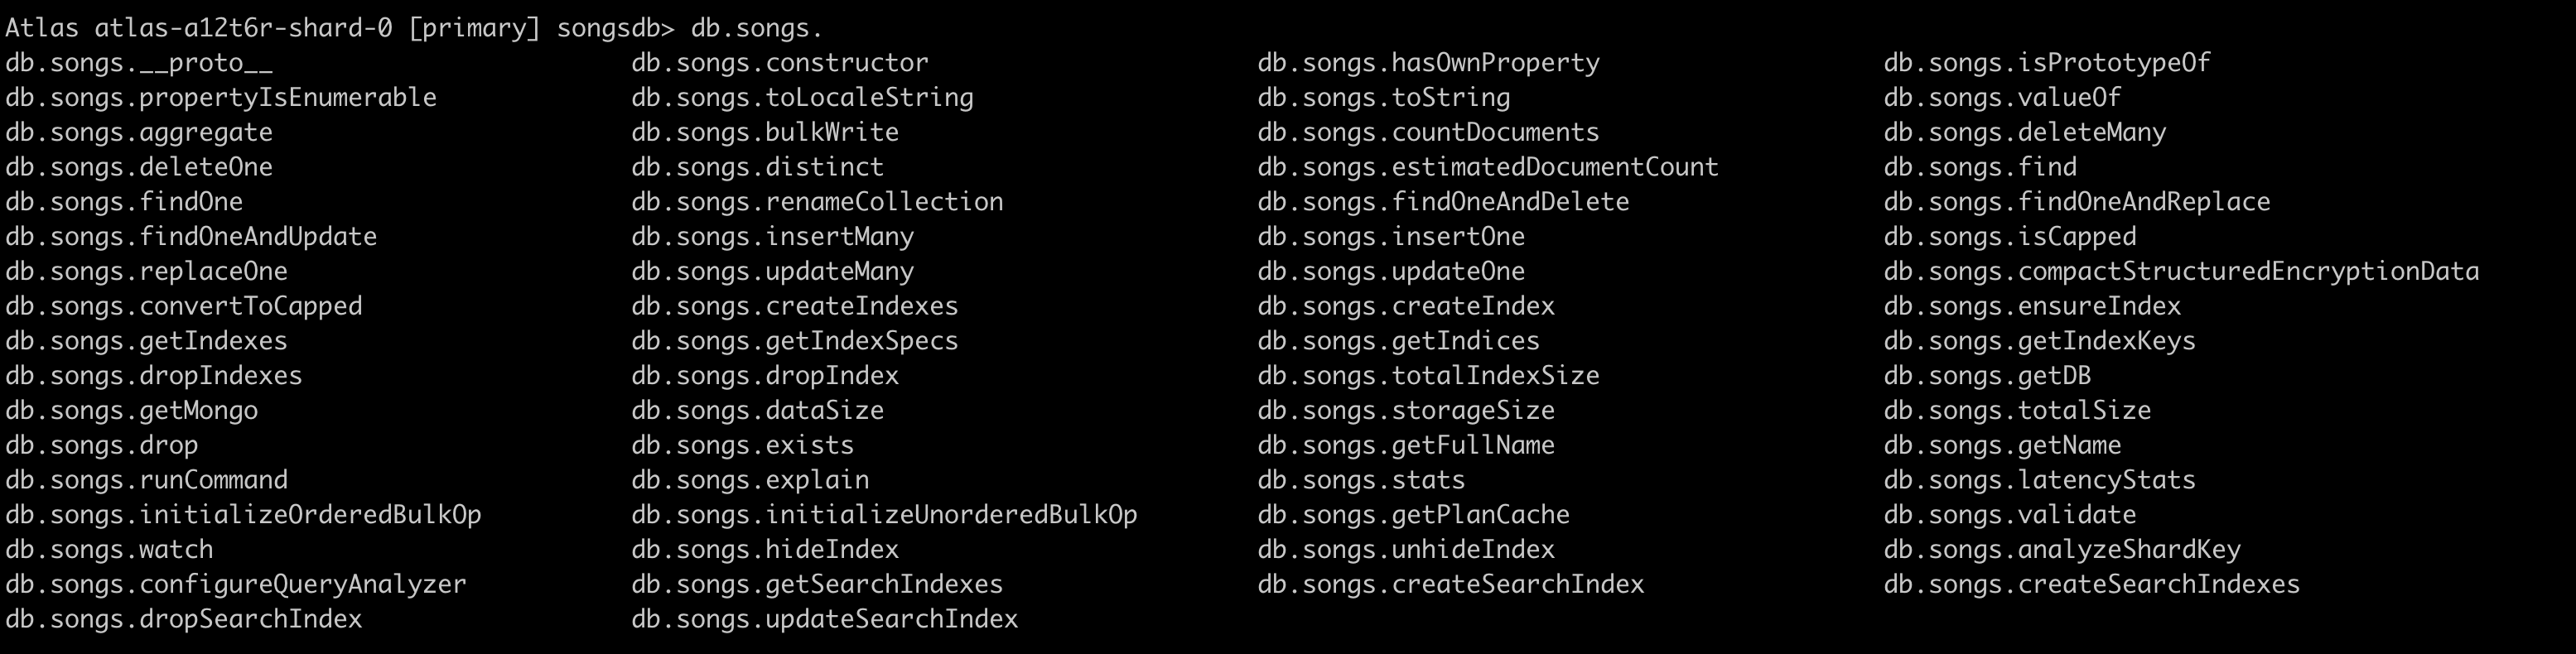 Atlas atlas-a12t6r-shard-0 [primary] songsdb> db.songs.
db.songs.__proto__ db.songs.constructor db.songs.hasOwnProperty db.songs.isPrototypeOf
db.songs.propertyIsEnumerable db.songs.toLocaleString db.songs.toString db.songs.valueOf
db.songs.aggregate db.songs.bulkWrite db.songs.countDocuments db.songs.deleteMany
db.songs.deleteOne db.songs.distinct db.songs.estimatedDocumentCount db.songs.find
db.songs.findOne db.songs.renameCollection db.songs.findOneAndDelete db.songs.findOneAndReplace
db.songs.findOneAndUpdate db.songs.insertMany db.songs.insertOne db.songs.isCapped
db.songs.replaceOne db.songs.updateMany db.songs.updateOne db.songs.compactStructuredEncryptionData
db.songs.convertToCapped db.songs.createIndexes db.songs.createIndex db.songs.ensureIndex
db.songs.getIndexes db.songs.getIndexSpecs db.songs.getIndices db.songs.getIndexKeys
db.songs.dropIndexes db.songs.dropIndex db.songs.totalIndexSize db.songs.getDB
db.songs.getMongo db.songs.dataSize db.songs.storageSize db.songs.totalSize
db.songs.drop db.songs.exists db.songs.getFullName db.songs.getName
db.songs.runCommand db.songs.explain db.songs.stats db.songs.latencyStats
db.songs.initializeOrderedBulkOp db.songs.initializeUnorderedBulkOp db.songs.getPlanCache db.songs.validate
db.songs.watch db.songs.hideIndex db.songs.unhideIndex db.songs.analyzeShardKey
db.songs.configureQueryAnalyzer db.songs.getSearchIndexes db.songs.createSearchIndex db.songs.createSearchIndexes
db.songs.dropSearchIndex db.songs.updateSearchIndex